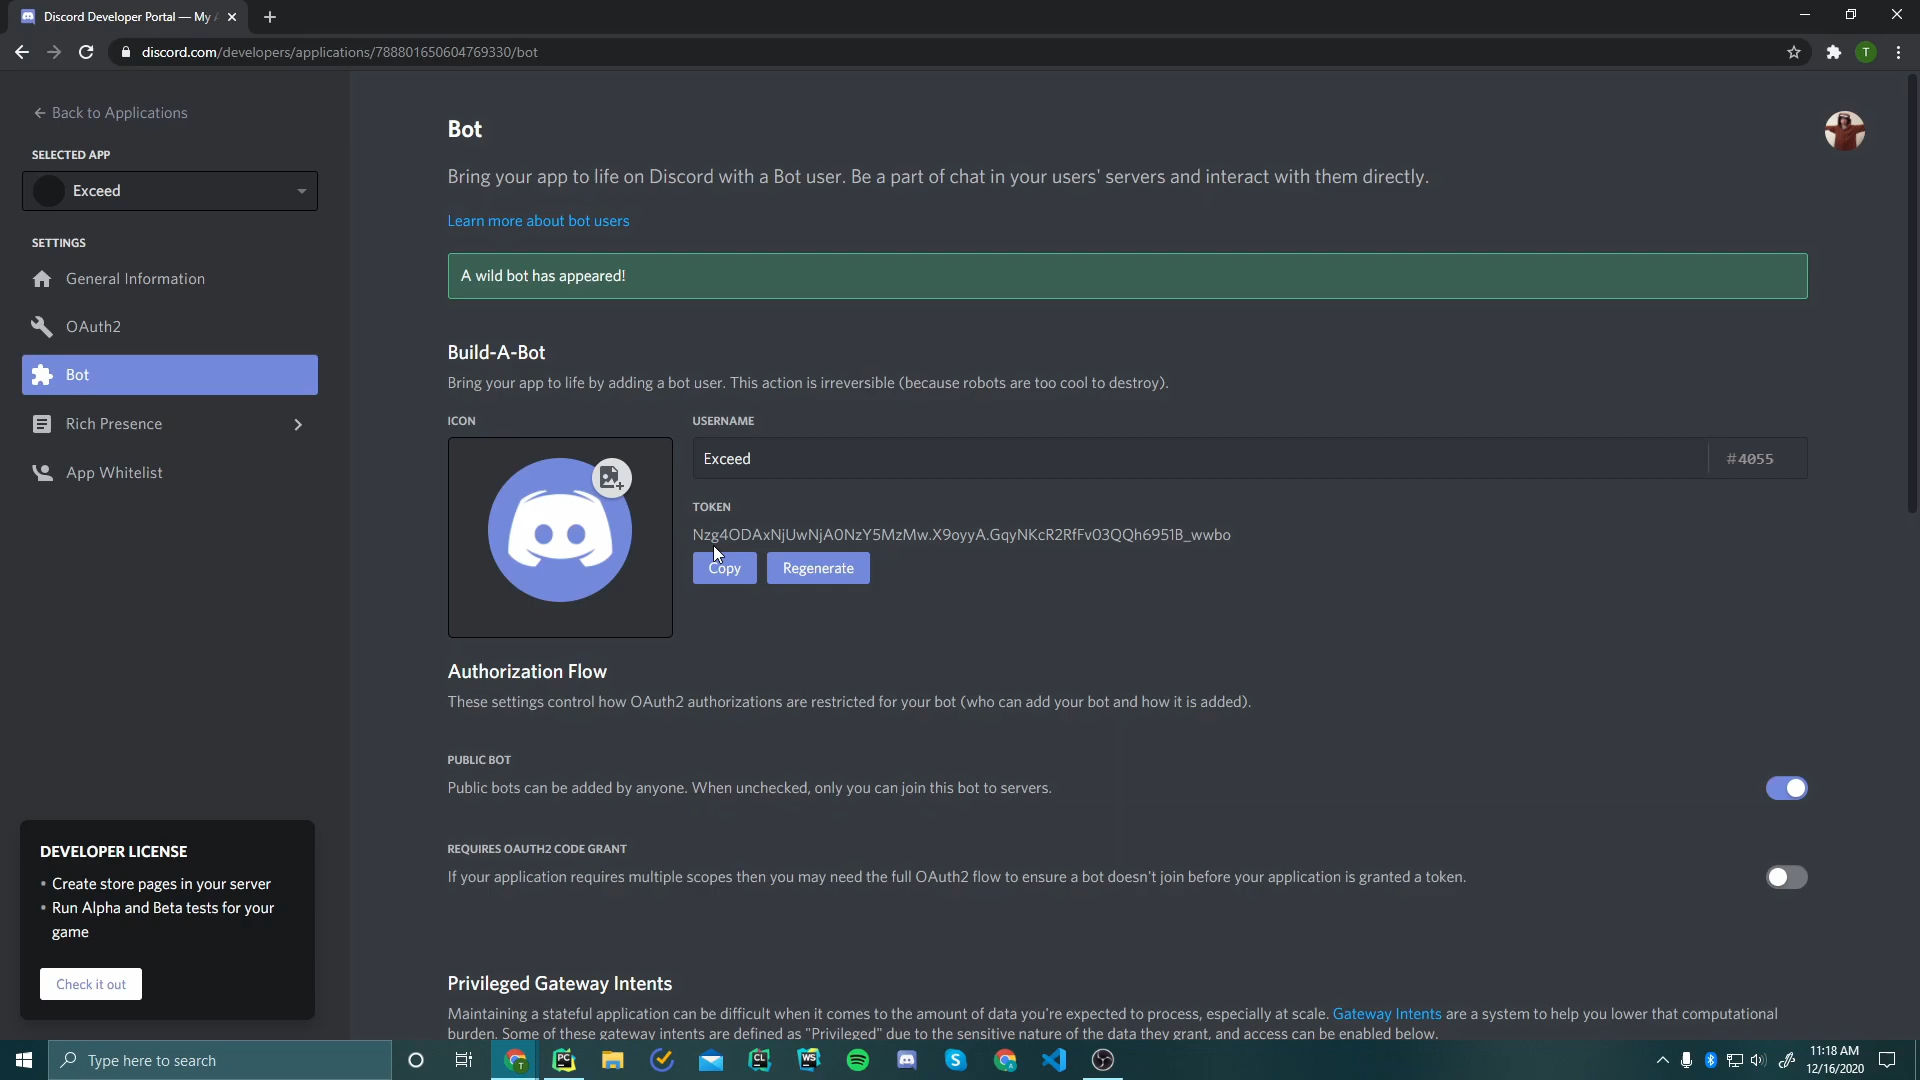 Discord Developer Portal — My A
discord.com/developers/applications/788801650604769330/bot
T
Back to Applications
SELECTED APP
Exceed
SETTINGS
General Information
OAuth2
Bot
Rich Presence
App Whitelist
DEVELOPER LICENSE
• Create store pages in your server
• Run Alpha and Beta tests for your
game
Check it out
Bot
Bring your app to life on Discord with a Bot user. Be a part of chat in your users' servers and interact with them directly.
Learn more about bot users
A wild bot has appeared!
Build-A-Bot
Bring your app to life by adding a bot user. This action is irreversible (because robots are too cool to destroy).
ICON
USERNAME
Exceed
#4055
TOKEN
Nzg4ODAxNjUwNjA0NzY5MzMw.X9oyyA.GqyNKcR2RfFv03QQh6951B_wwbo
Copy
Regenerate
Authorization Flow
These settings control how OAuth2 authorizations are restricted for your bot (who can add your bot and how it is added).
PUBLIC BOT
Public bots can be added by anyone. When unchecked, only you can join this bot to servers.
REQUIRES OAUTH2 CODE GRANT
If your application requires multiple scopes then you may need the full OAuth2 flow to ensure a bot doesn't join before your application is granted a token.
Privileged Gateway Intents
Maintaining a stateful application can be difficult when it comes to the amount of data you're expected to process, especially at scale. Gateway Intents are a system to help you lower that computational
burden. Some of these gateway intents are defined as "Privileged" due to the sensitive nature of the data they grant, and access can be enabled below.
Type here to search
T
PC
CL
WS
11:18 AM
12/16/2020